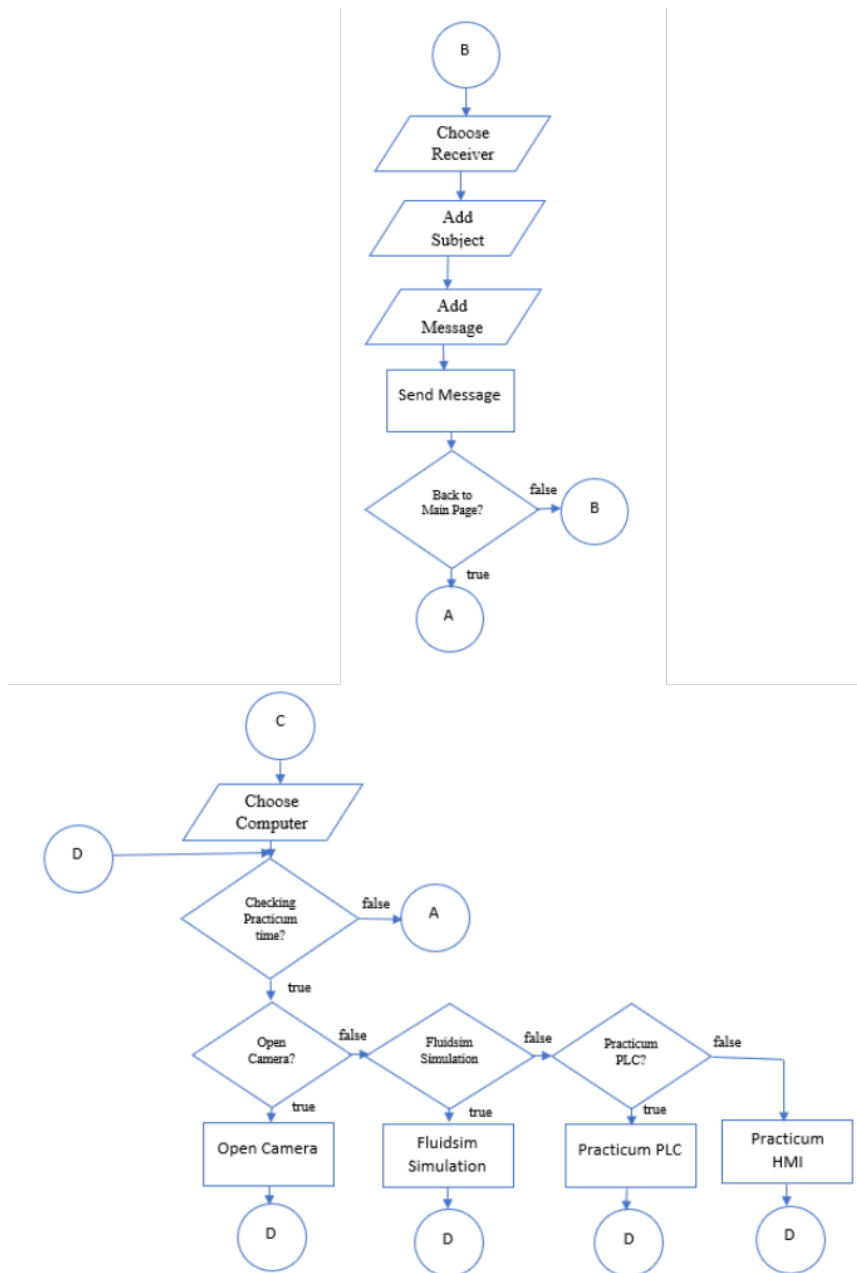 B
Choose
Receiver
Add
Subject
Add
Message
Send Message
Back to
Main Page?
false
B
true
A
C
Choose
Computer
D
Checking
Practicum
time?
false
A
true
Open
Camera?
false
Fluidsim
Simulation
false
Practicum
PLC?
false
true
true
true
Open Camera
Fluidsim
Simulation
Practicum PLC
Practicum
HMI
D
D
D
D